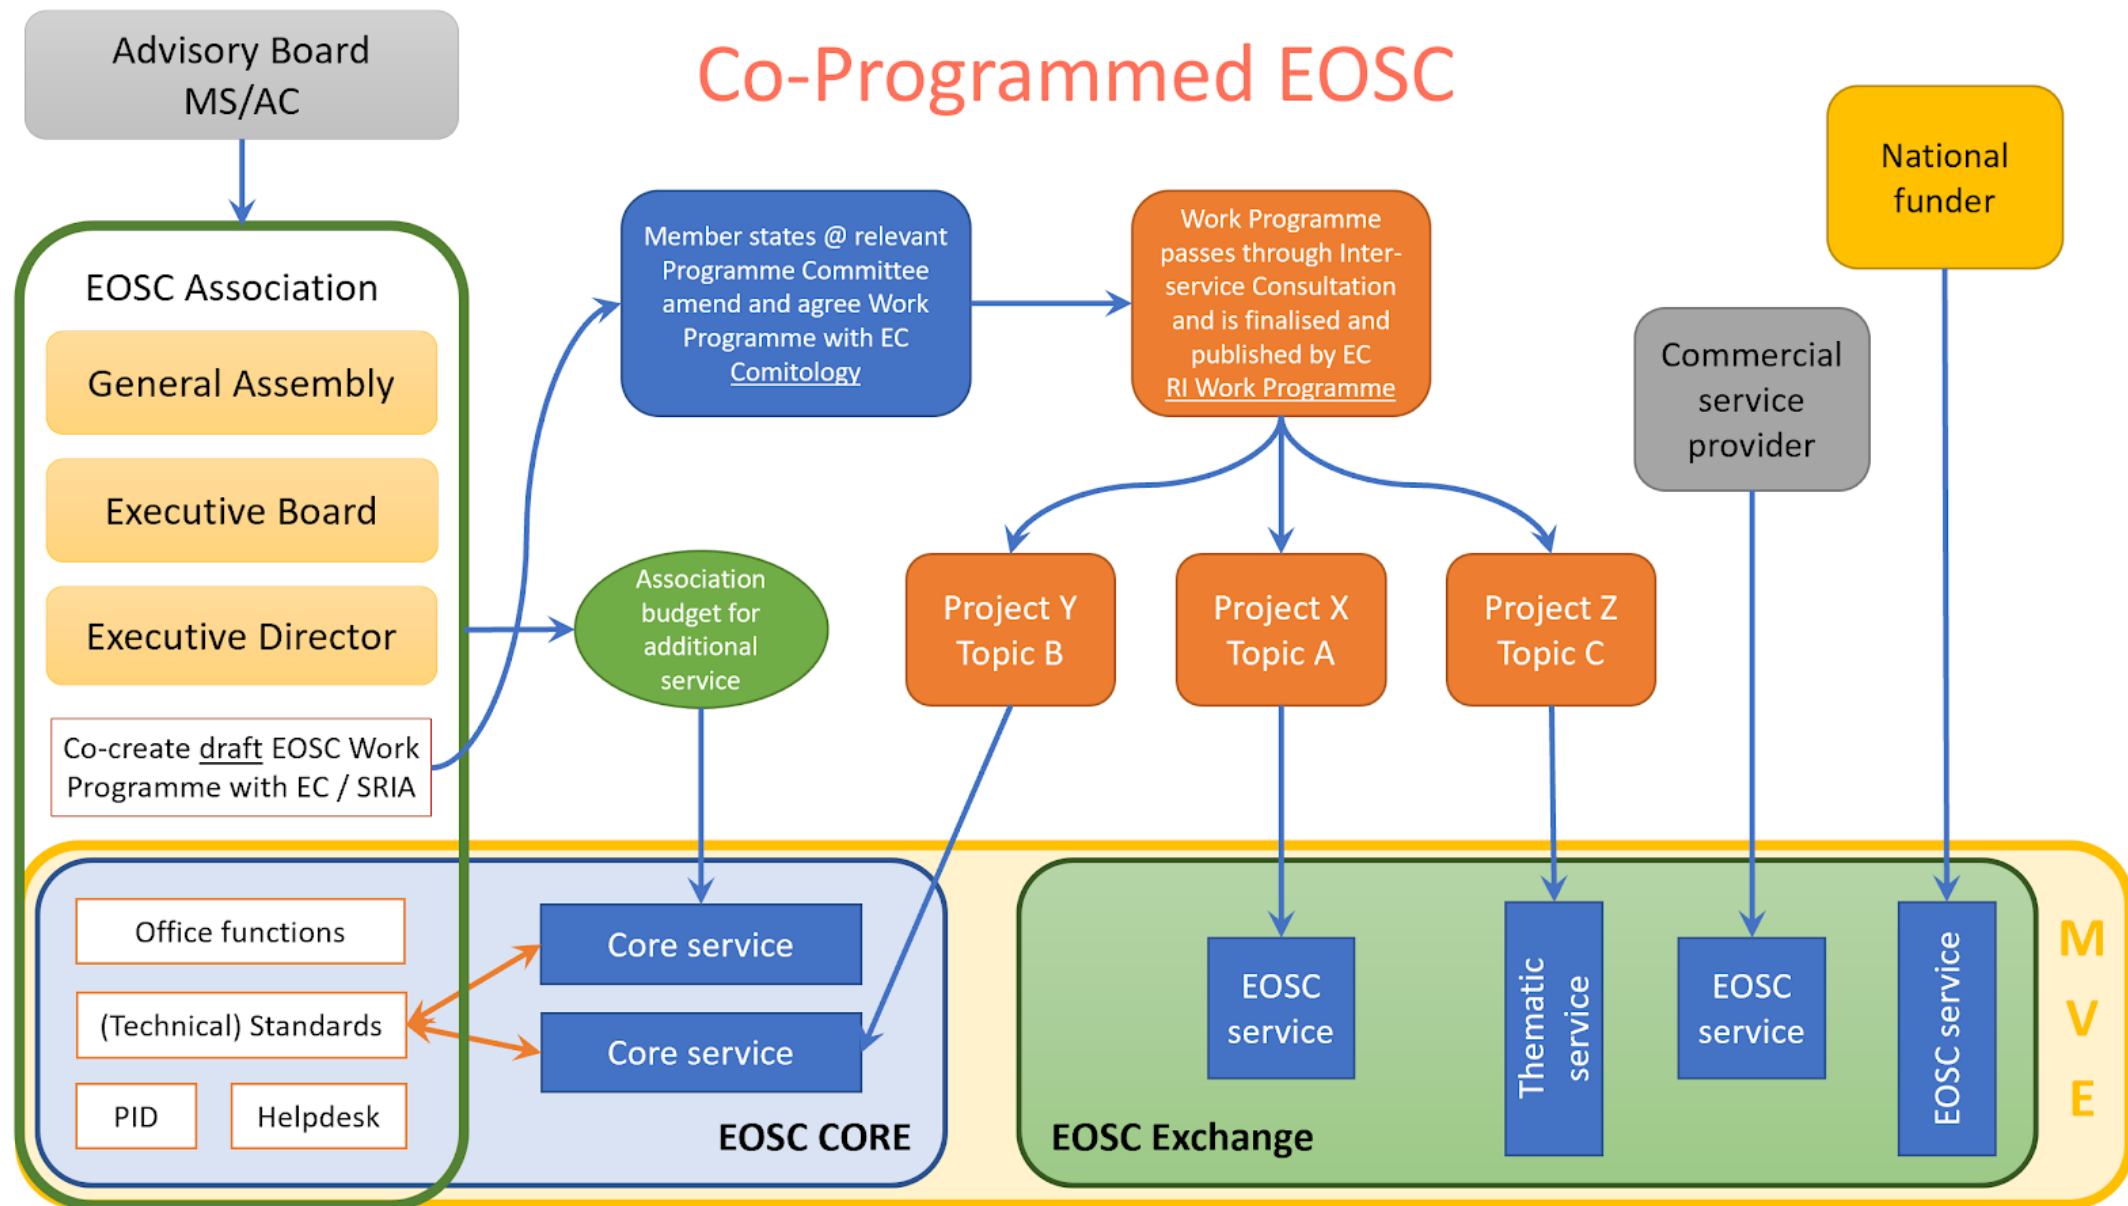 Co-Programmed EOSC
Advisory Board
MS/AC
EOSC Association
General Assembly
Executive Board
Executive Director
Co-create draft EOSC Work
Programme with EC / SRIA
Member states @ relevant
Programme Committee
amend and agree Work
Programme with EC
Comitology
Work Programme
passes through Inter-
service Consultation
and is finalised and
published by EC
RI Work Programme
National
funder
Commercial
service
provider
Association
budget for
additional
service
Project Y
Topic B
Project X
Topic A
Project Z
Topic C
Office functions
(Technical) Standards
PID
Helpdesk
Core service
Core service
EOSC CORE
EOSC
service
Thematic
service
EOSC
service
EOSC service
EOSC Exchange
M
V
E